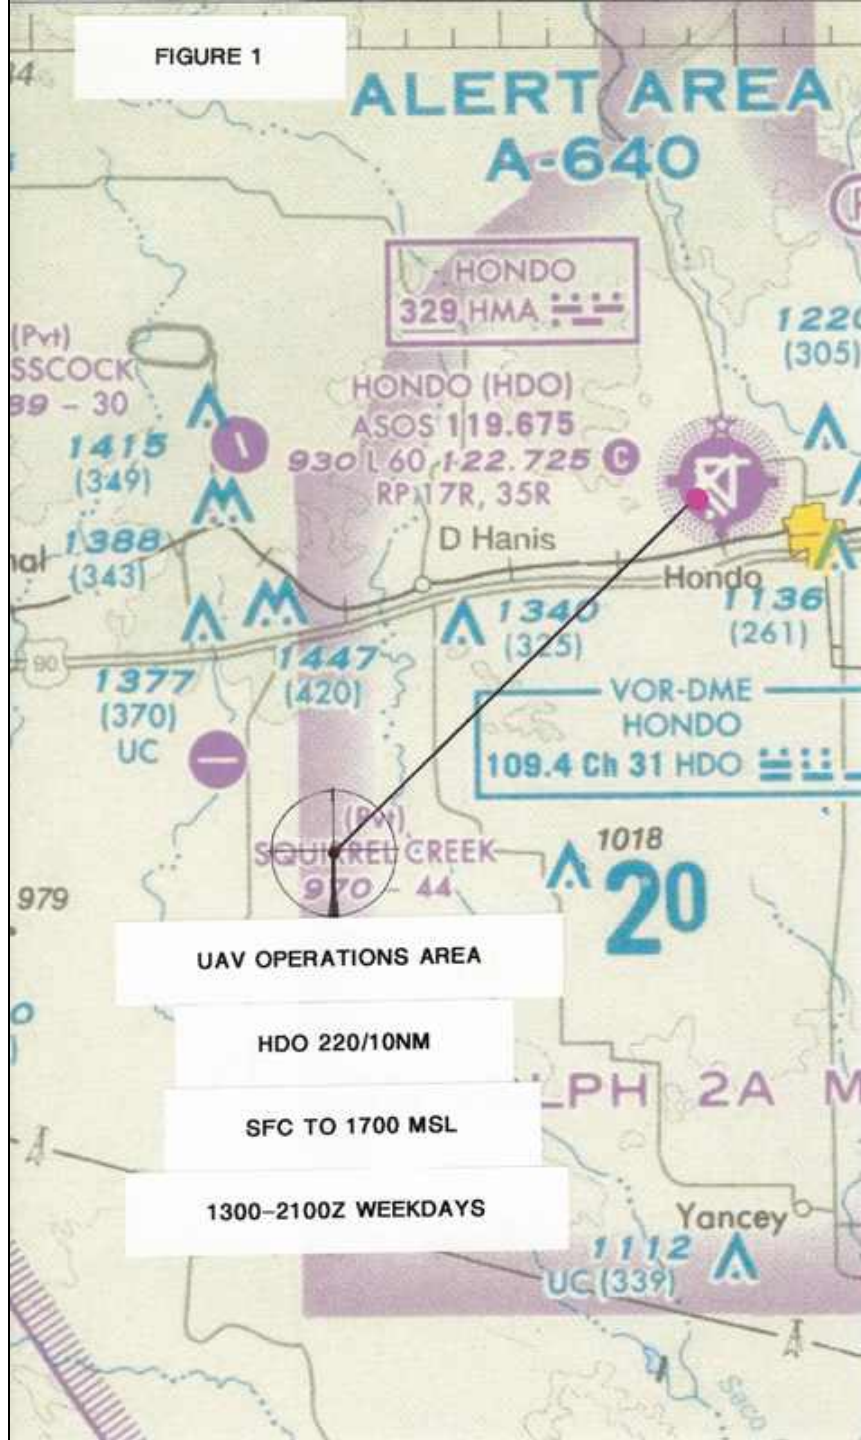 FIGURE 1
ALERT AREA
A-640
HONDO
329 HMA
(Pvt)
SSCOCK
89 - 30
1220
(305)
HONDO (HDO)
ASOS 119.675
930 L 60 122.725 C
RP 17R, 35R
1415
(349)
D Hanis
1388
(343)
Hondo
1340
(325)
1136
(261)
90
1377
(370)
UC
1447
(420)
VOR-DME
HONDO
109.4 Ch 31 HDO
(Pvt)
SQUIRREL CREEK
970 - 44
1018
20
979
UAV OPERATIONS AREA
HDO 220/10NM
LPH 2A M
SFC TO 1700 MSL
1300-2100Z WEEKDAYS
Yancey
1112
UC (339)
Saco